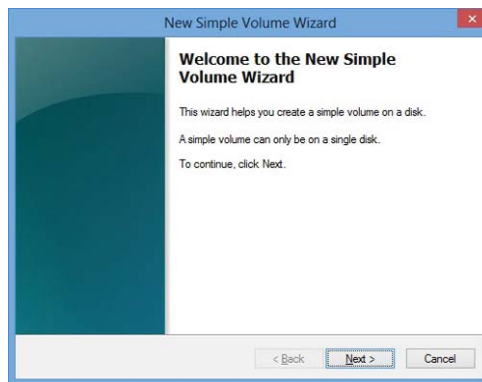 New Simple Volume Wizard
Welcome to the New Simple
Volume Wizard
This wizard helps you create a simple volume on a disk.
A simple volume can only be on a single disk.
To continue, click Next.
< Back
Next >
Cancel